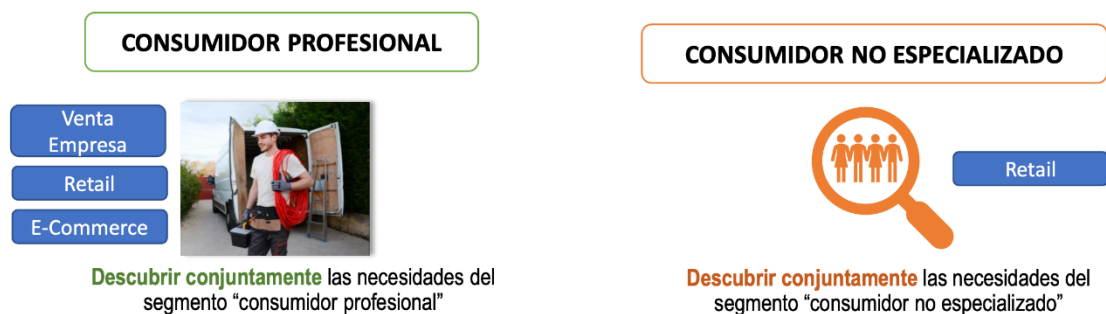 CONSUMIDOR PROFESIONAL
Venta
Empresa
Retail
E-Commerce
Descubrir conjuntamente las necesidades del
segmento “consumidor profesional”
CONSUMIDOR NO ESPECIALIZADO
Retail
Descubrir conjuntamente las necesidades del
segmento “consumidor no especializado”